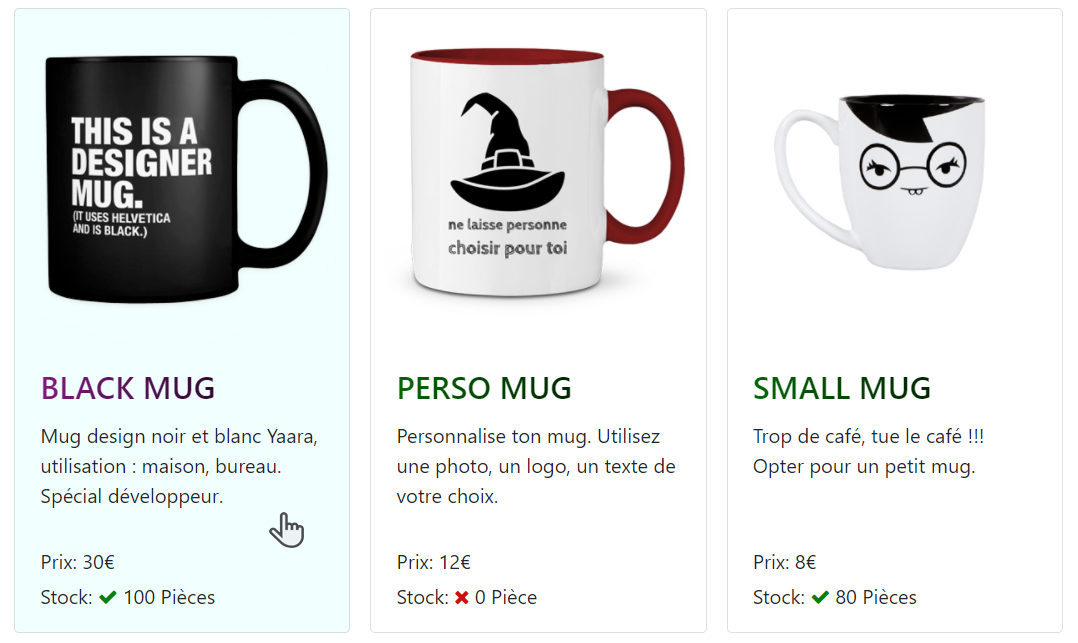 THIS IS A
DESIGNER
MUG.
(IT USES HELVETICA
AND IS BLACK.)
BLACK MUG
Mug design noir et blanc Yaara,
utilisation : maison, bureau.
Spécial développeur.
Prix: 30€
Stock: ✔ 100 Pièces
ne laisse personne
choisir pour toi
PERSO MUG
Personnalise ton mug. Utilisez
une photo, un logo, un texte de
votre choix.
Prix: 12€
Stock: ✖ 0 Pièce
SMALL MUG
Trop de café, tue le café !!!
Opter pour un petit mug.
Prix: 8€
Stock: ✔ 80 Pièces